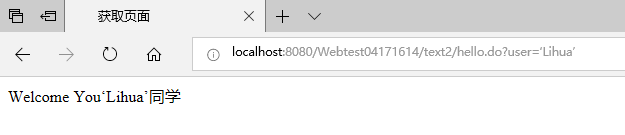 获取页面
localhost:8080/Webtest04171614/text2/hello.do?user=‘Lihua’
Welcome You‘Lihua’同学